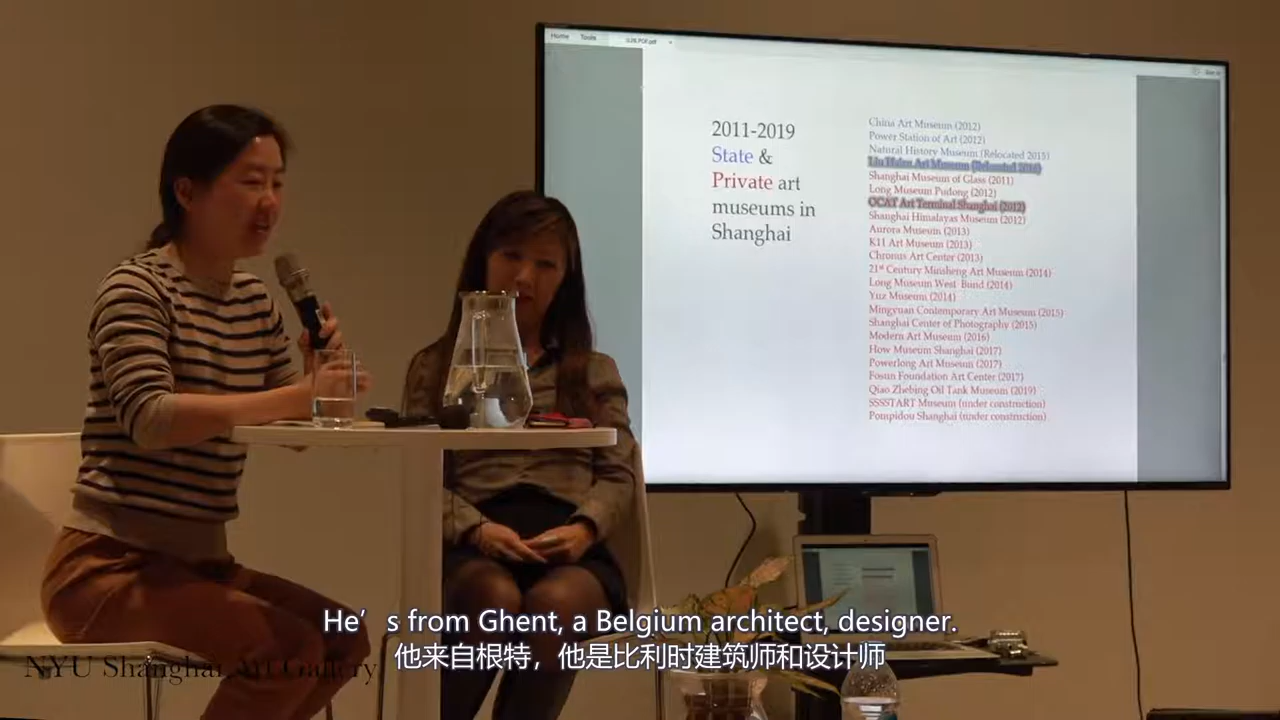 Home Tools
2011-2019
State &
Private art
museums in
Shanghai
China Art Museum (2012)
Power Station of Art (2012)
Natural History Museum (Relocated 2015)
Liu Haisu Art Museum (Relocated 2016)
Shanghai Museum of Glass (2011)
Long Museum Pudong (2012)
OCAT Art Terminal Shanghai (2012)
Shanghai Himalayas Museum (2012)
Aurora Museum (2013)
K11 Art Museum (2013)
Chronus Art Center (2013)
21st Century Minsheng Art Museum (2014)
Long Museum West Bund (2014)
Yuz Museum (2014)
Mingyuan Contemporary Art Museum (2015)
Shanghai Center of Photography (2015)
Modern Art Museum (2016)
How Museum Shanghai (2017)
Powerlong Art Museum (2017)
Fosun Foundation Art Center (2017)
Qiao Zhebing Oil Tank Museum (2019)
SSSSTART Museum (under construction)
Pompidou Shanghai (under construction)
He's from Ghent, a Belgium architect, designer.
他来自根特，他是比利时建筑师和设计师
NYU Shanghai Art Gallery